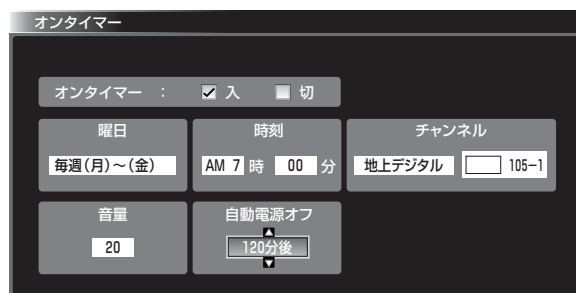 オンタイマー
オンタイマー : 入 切
曜日
毎週(月)～(金)
時刻
AM 7 時 00 分
チャンネル
地上デジタル 105-1
音量
20
自動電源オフ
120分後